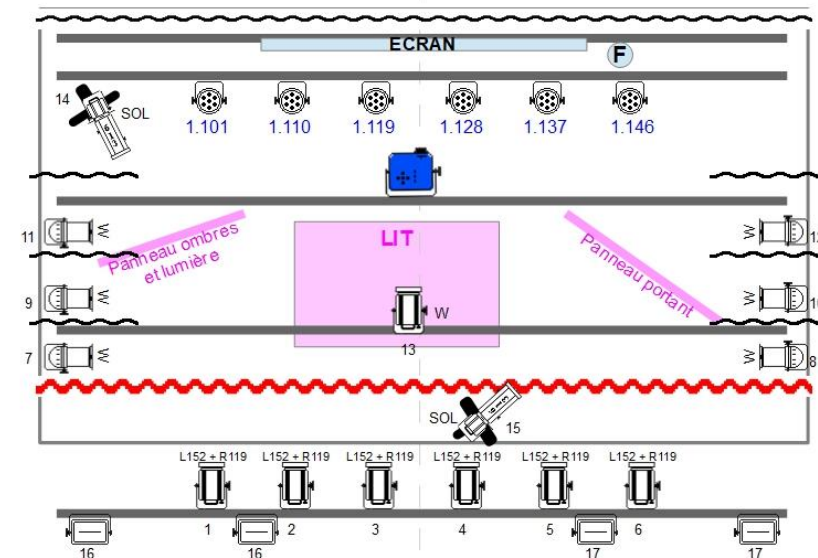 ECRAN
F
14
SOL
1.101
1.110
1.119
1.128
1.137
1.146
11
W
Panneau ombres
et lumière
LIT
Panneau portant
W
12
9
W
W
13
W
10
7
W
W
8
SOL
15
L152 + R119
L152 + R119
L152 + R119
L152 + R119
L152 + R119
L152 + R119
1
2
3
4
5
6
16
16
17
17